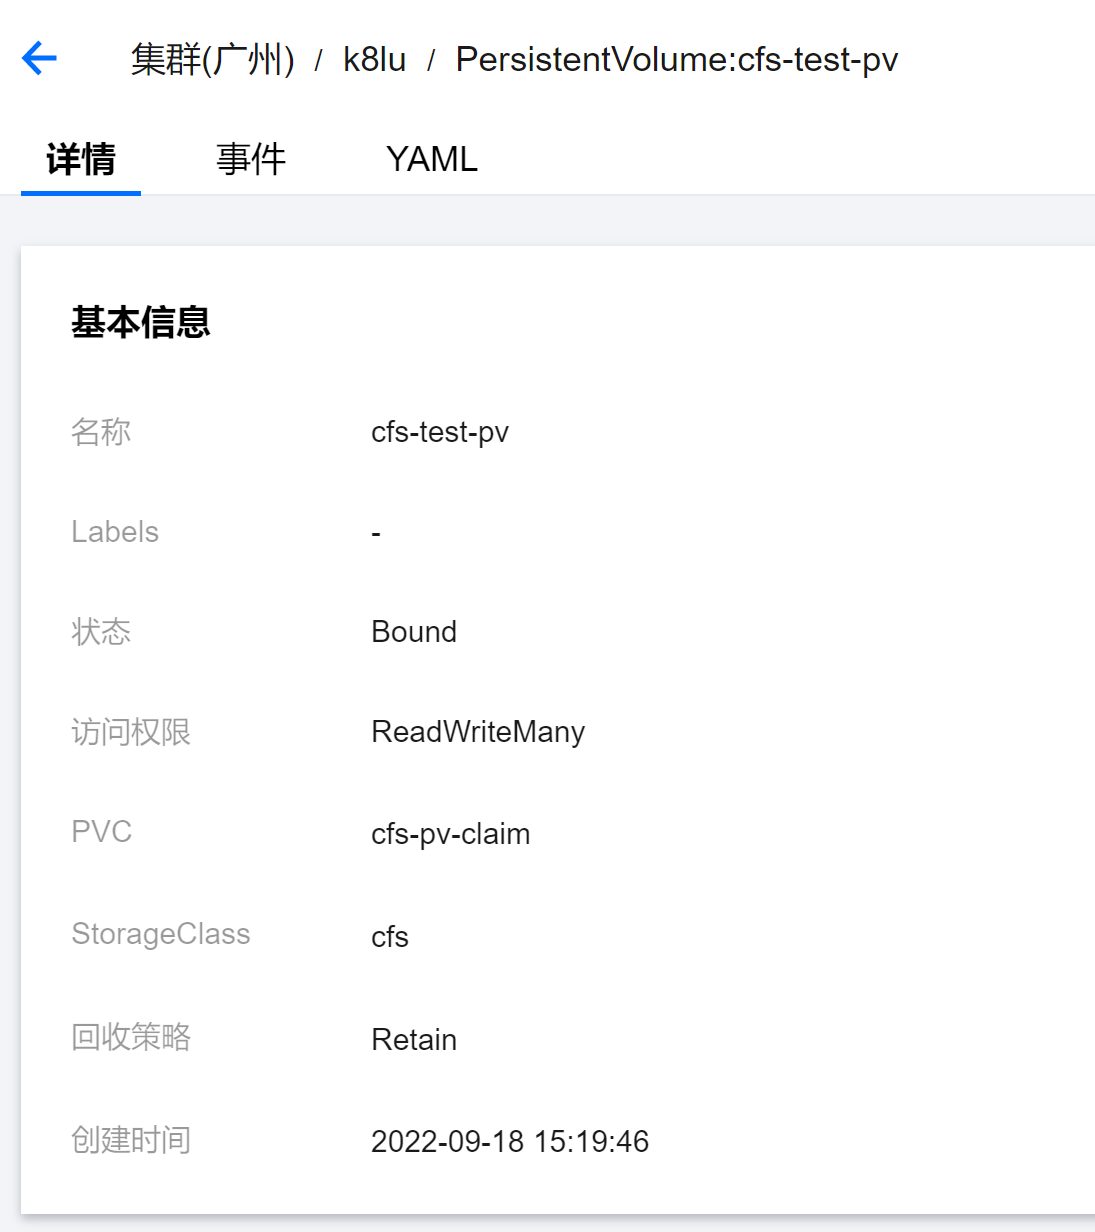 集群(广州) / k8lu / PersistentVolume:cfs-test-pv
详情 事件 YAML
基本信息
名称 cfs-test-pv
Labels -
状态 Bound
访问权限 ReadWriteMany
PVC cfs-pv-claim
StorageClass cfs
回收策略 Retain
创建时间 2022-09-18 15:19:46